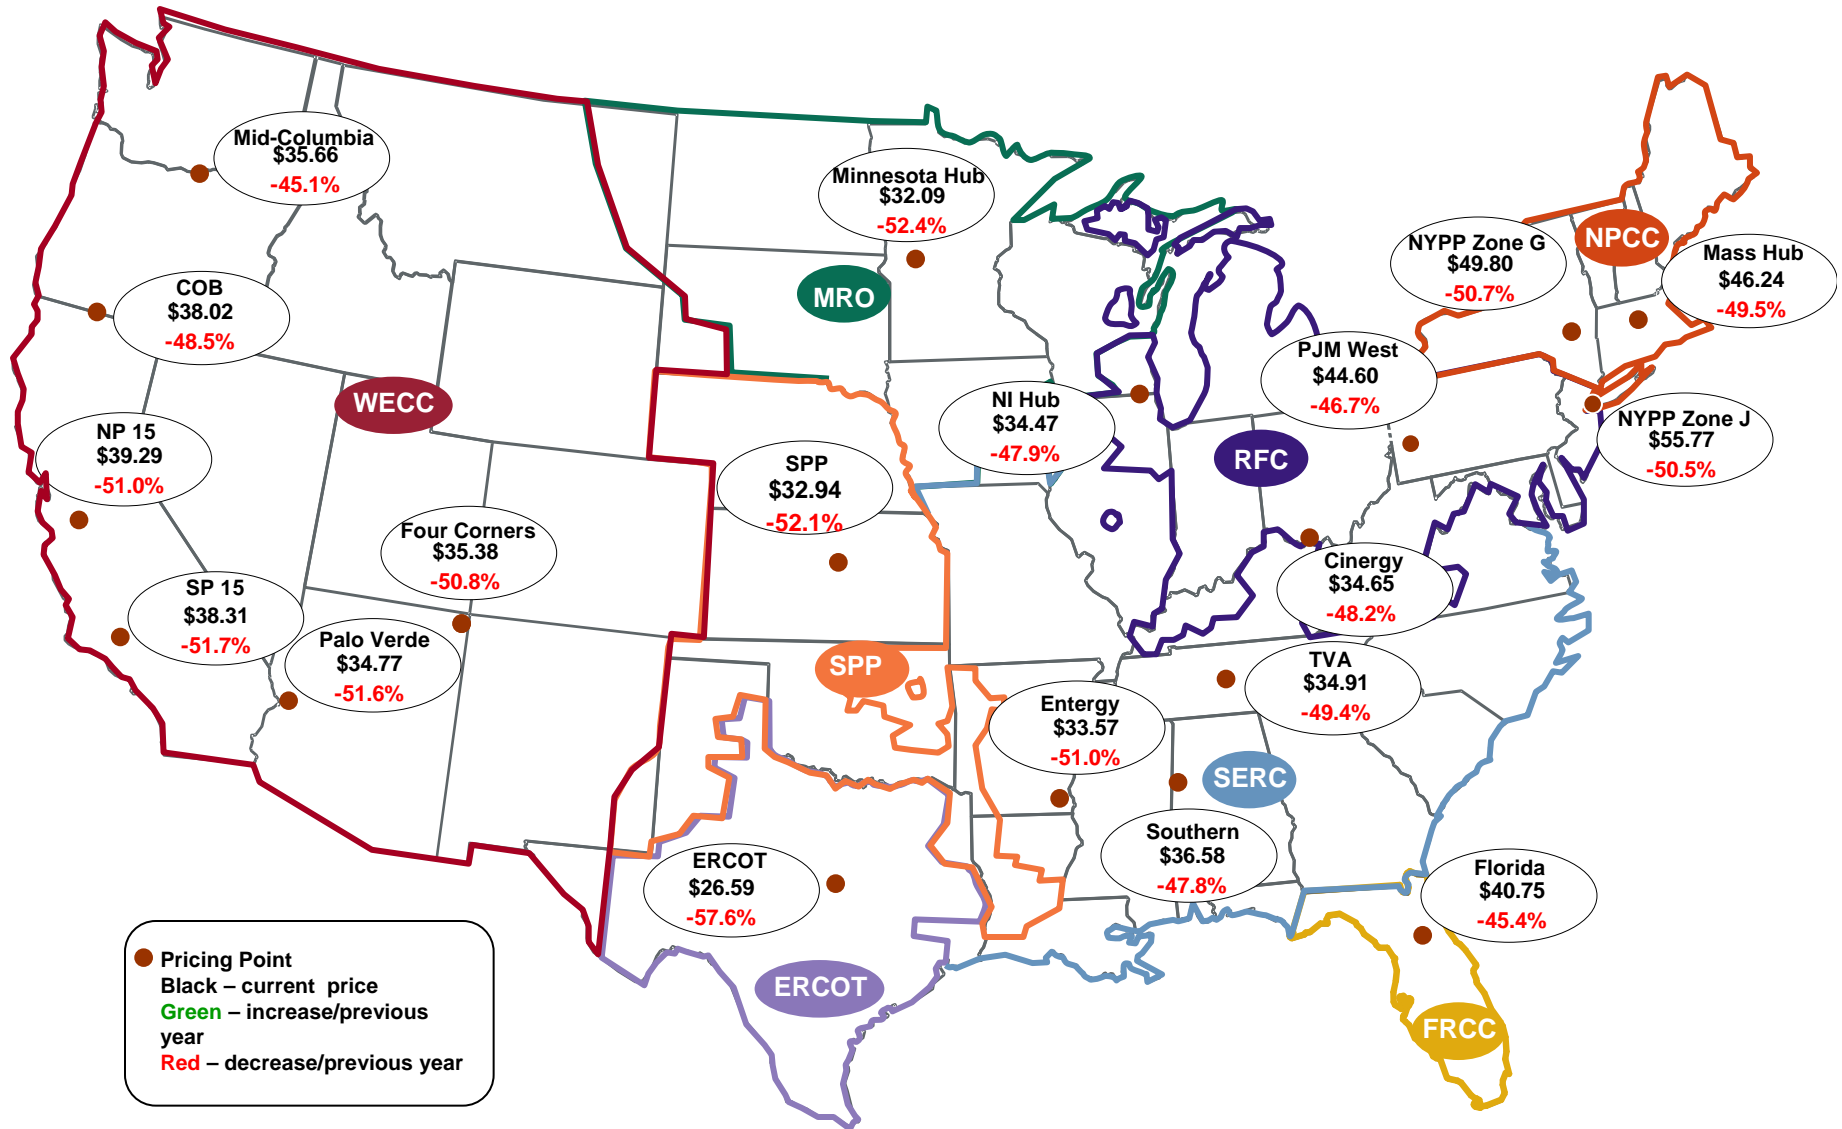 Mid-Columbia
$35.66
-45.1%
Minnesota Hub
$32.09
-52.4%
NYPP Zone G
$49.80
-50.7%
NPCC
Mass Hub
$46.24
-49.5%
COB
$38.02
-48.5%
MRO
PJM West
$44.60
-46.7%
WECC
NI Hub
$34.47
-47.9%
NYPP Zone J
$55.77
-50.5%
NP 15
$39.29
-51.0%
SPP
$32.94
-52.1%
RFC
Four Corners
$35.38
-50.8%
Cinergy
$34.65
-48.2%
SP 15
$38.31
-51.7%
Palo Verde
$34.77
-51.6%
SPP
TVA
$34.91
-49.4%
Entergy
$33.57
-51.0%
SERC
Southern
$36.58
-47.8%
ERCOT
$26.59
-57.6%
Florida
$40.75
-45.4%
ERCOT
FRCC
Pricing Point
Black – current price
Green – increase/previous
year
Red – decrease/previous year